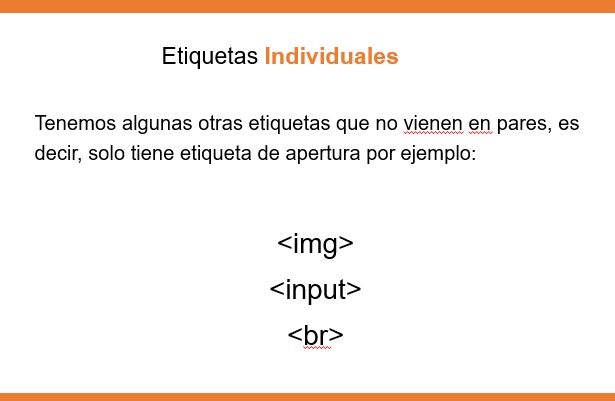 Etiquetas Individuales
Tenemos algunas otras etiquetas que no vienen en pares, es
decir, solo tiene etiqueta de apertura por ejemplo:
<img>
<input>
<br>